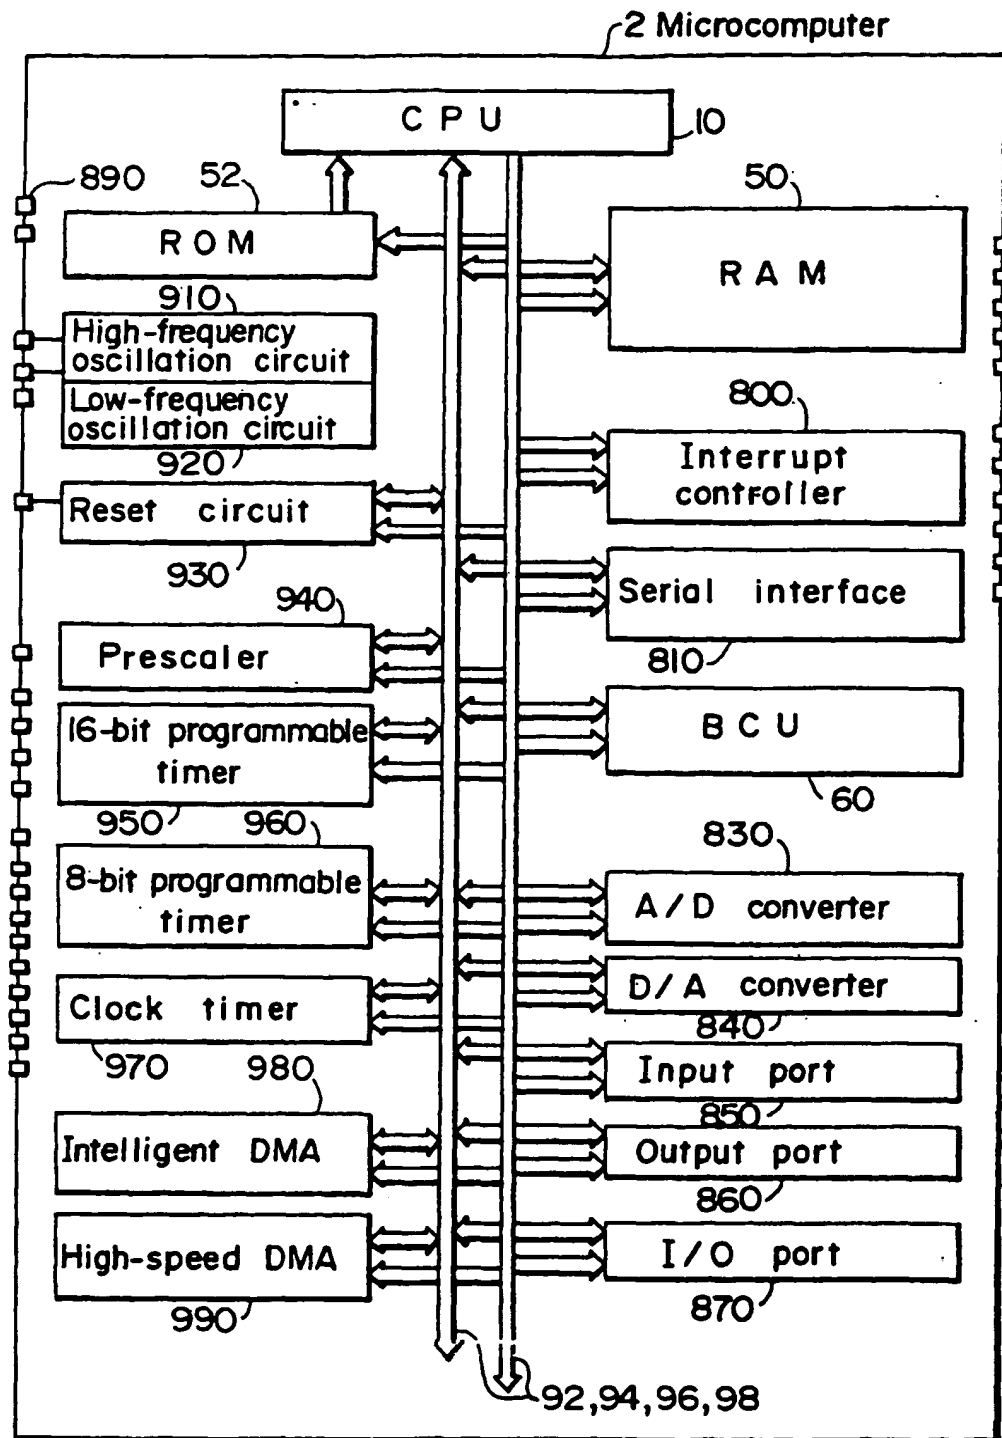 2 Microcomputer
CPU
10
890
52
50
ROM
RAM
910
High-frequency
oscillation circuit
Low-frequency
oscillation circuit
920
800
Interrupt
controller
Reset circuit
930
Serial interface
810
940
Prescaler
16-bit programmable
timer
950
BCU
60
960
8-bit programmable
timer
830
A/D converter
D/A converter
840
Clock timer
970
Input port
850
980
Intelligent DMA
Output port
860
High-speed DMA
990
I/O port
870
92,94,96,98